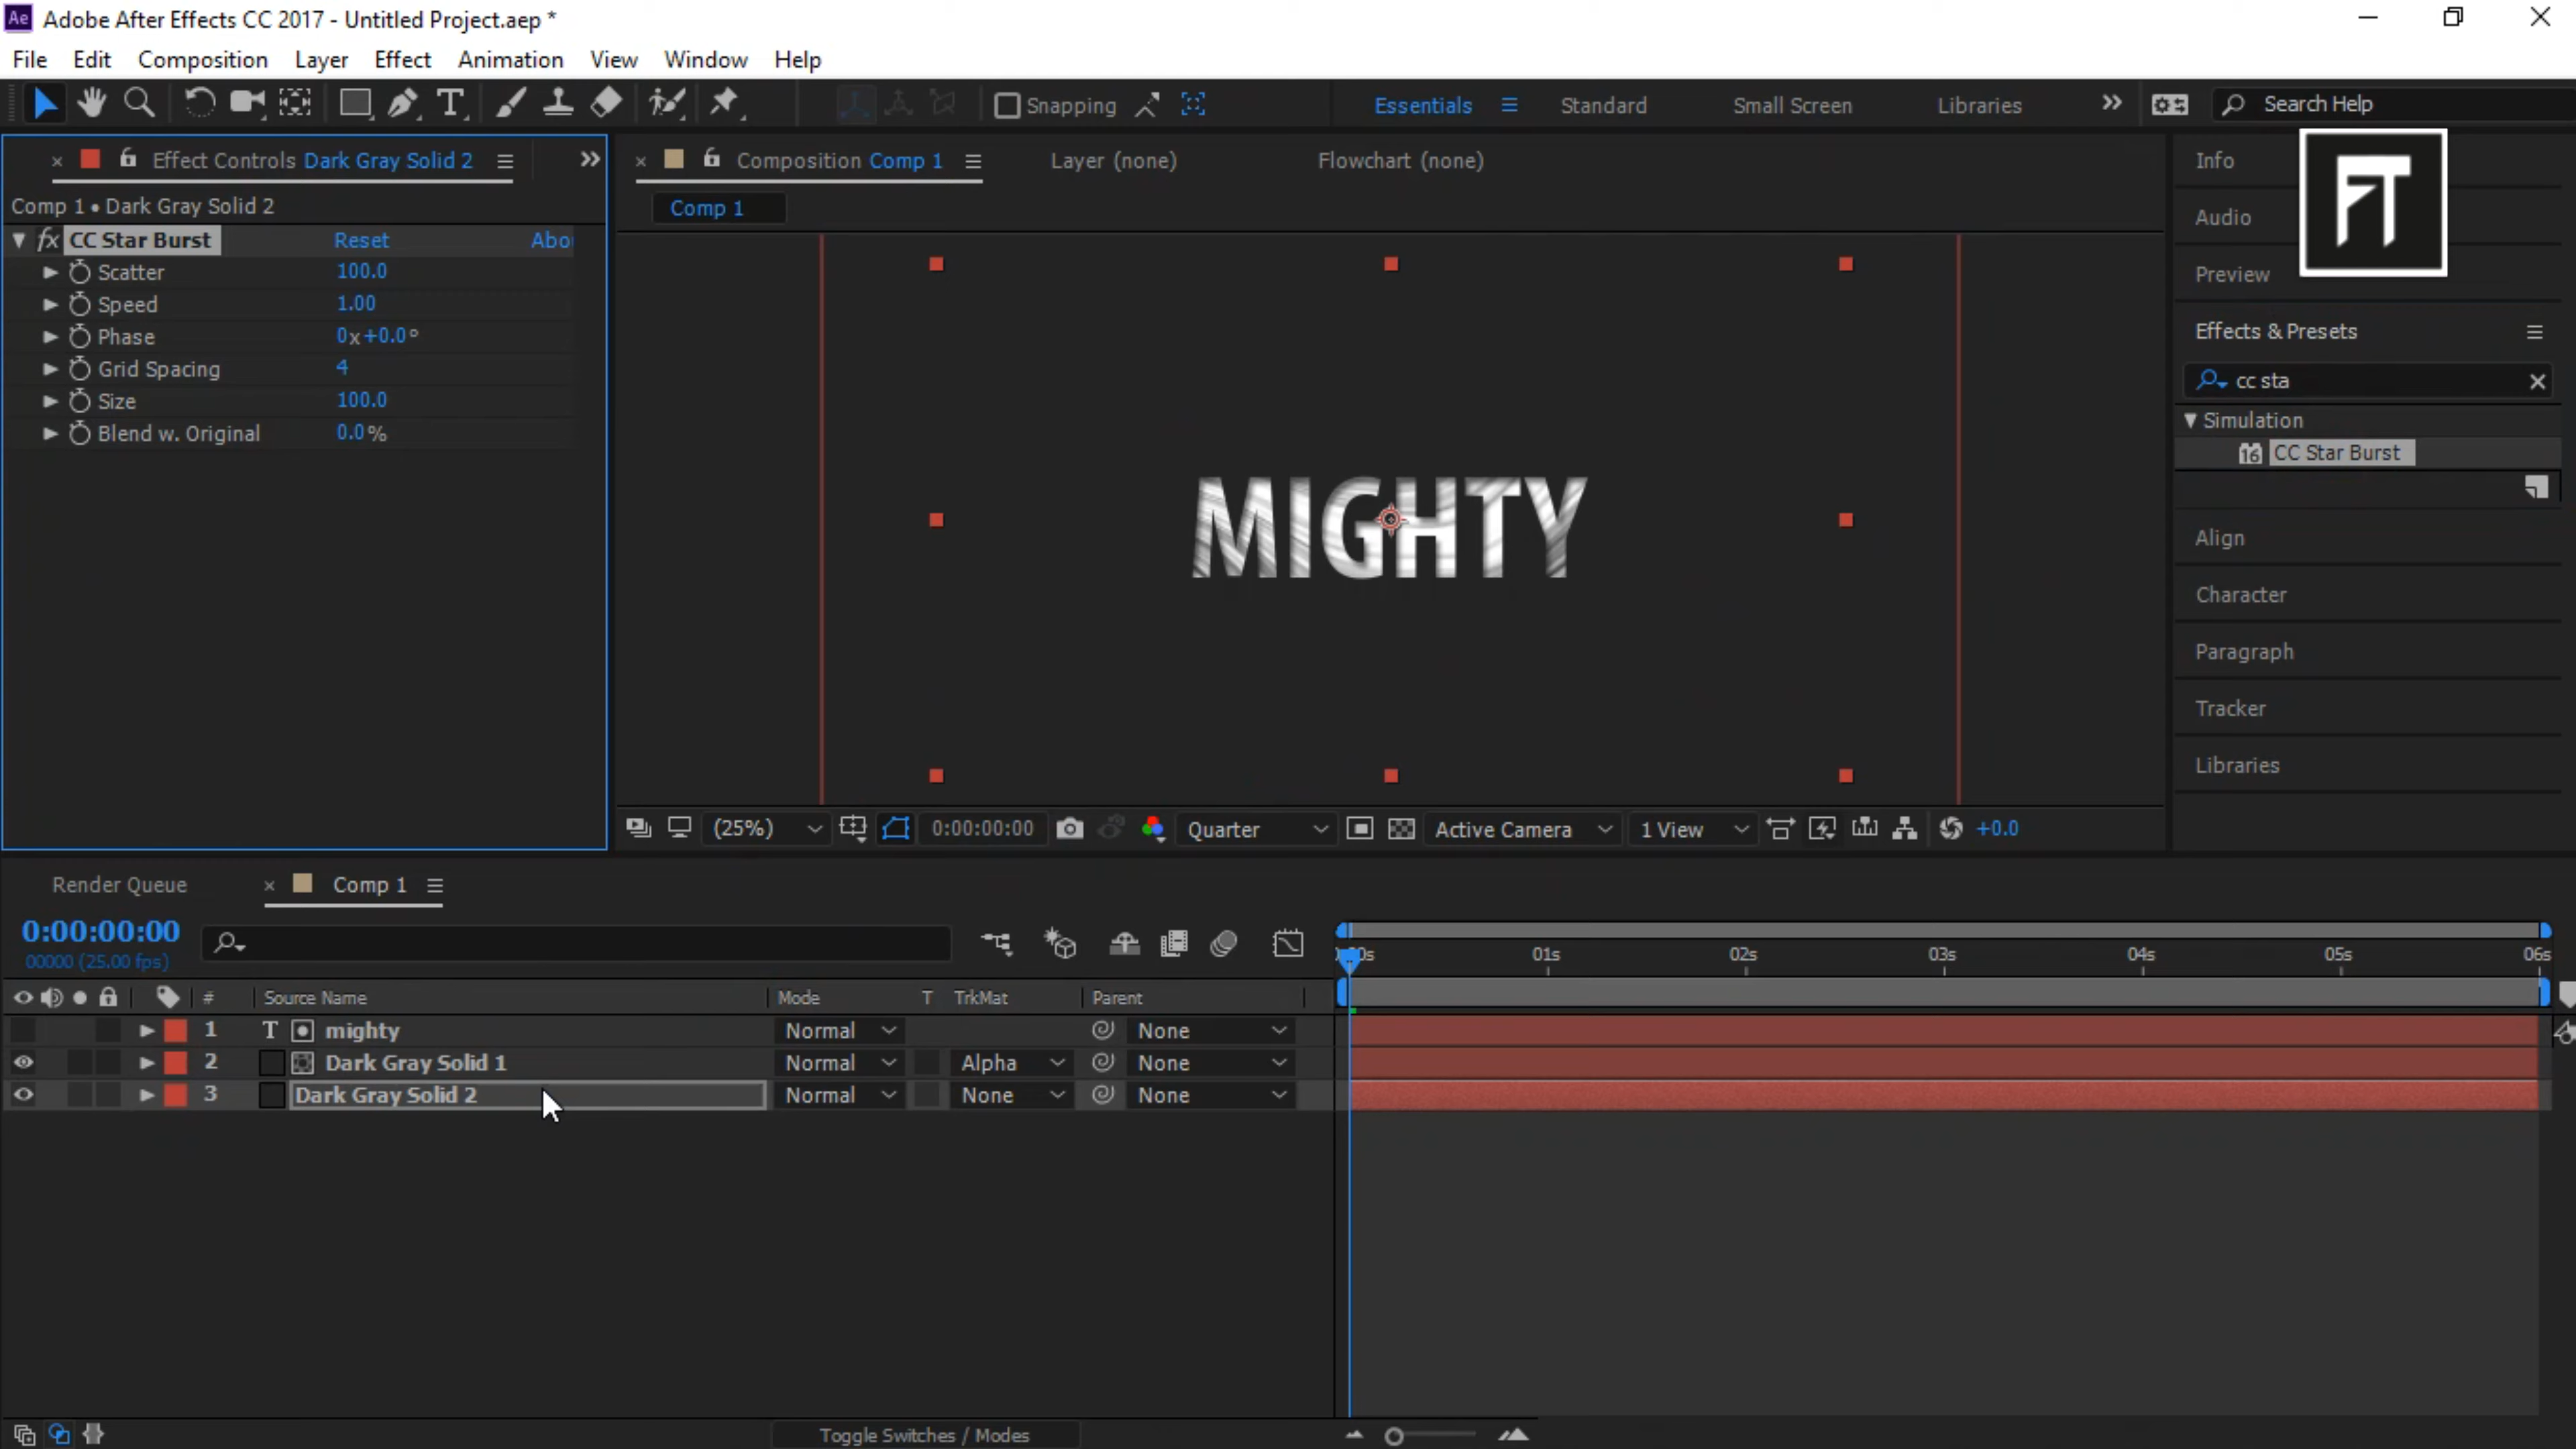 Ae Adobe After Effects CC 2017 - Untitled Project.aep *
File Edit Composition Layer Effect Animation View Window Help
Snapping Essentials Standard Small Screen Libraries Search Help
Effect Controls Dark Gray Solid 2
Composition Comp 1 Layer (none) Flowchart (none)
Info
FT
Comp 1 • Dark Gray Solid 2
Comp 1
Audio
fx CC Star Burst Reset Abo
Scatter 100.0
Preview
Speed 1.00
Phase 0x+0.0°
Effects & Presets
Grid Spacing 4
cc sta
Size 100.0
Simulation
Blend w. Original 0.0%
16 CC Star Burst
MIGHTY
Align
Character
Paragraph
Tracker
Libraries
(25%) 0:00:00:00 Quarter Active Camera 1 View +0.0
Render Queue Comp 1
0:00:00:00
00000 (25.00 fps)
01s 02s 03s 04s 05s 06s
# Source Name Mode T TrkMat Parent
1 T mighty Normal None
2 Dark Gray Solid 1 Normal Alpha None
3 Dark Gray Solid 2 Normal None None
Toggle Switches / Modes